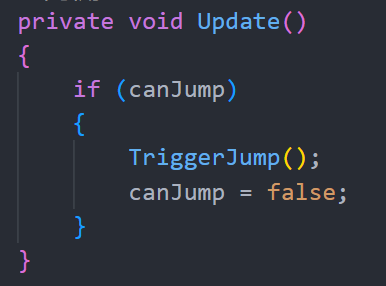 private void Update()
{
    if (canJump)
    {
        TriggerJump();
        canJump = false;
    }
}